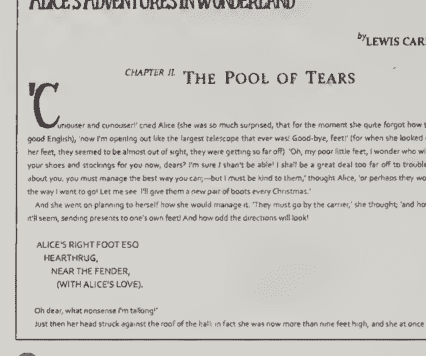 ALICE'S ADVENTURES IN WONDERLAND
by LEWIS CAR
CHAPTER II. THE POOL OF TEARS
'Curiouser and curiouser!' cried Alice (she was so much surprised, that for the moment she quite forgot how t
good English), 'now I'm opening out like the largest telescope that ever was! Good-bye, feet!' (for when she looked
her feet, they seemed to be almost out of sight, they were getting so far off) 'Oh, my poor little feet, I wonder who wi
your shoes and stockings for you now, dears? I'm sure I shan't be able! I shall be a great deal too far off to trouble
about you. you must manage the best way you can;—but I must be kind to them,' thought Alice, 'or perhaps they wo
the way I want to go! Let me see I'll give them a new pair of boots every Christmas.'
And she went on planning to herself how she would manage it. 'They must go by the carrier,' she thought; 'and ho
it'll seem, sending presents to one's own feet! And how odd the directions will look!
ALICE'S RIGHT FOOT ESQ
HEARTHRUG,
NEAR THE FENDER,
(WITH ALICE'S LOVE).
Oh dear, what nonsense I'm talking!'
Just then her head struck against the roof of the hall: in fact she was now more than nine feet high, and she at once